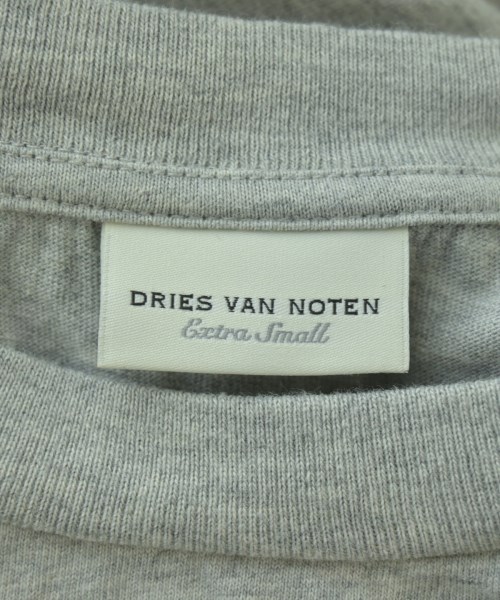 DRIES VAN NOTEN
Extra Small